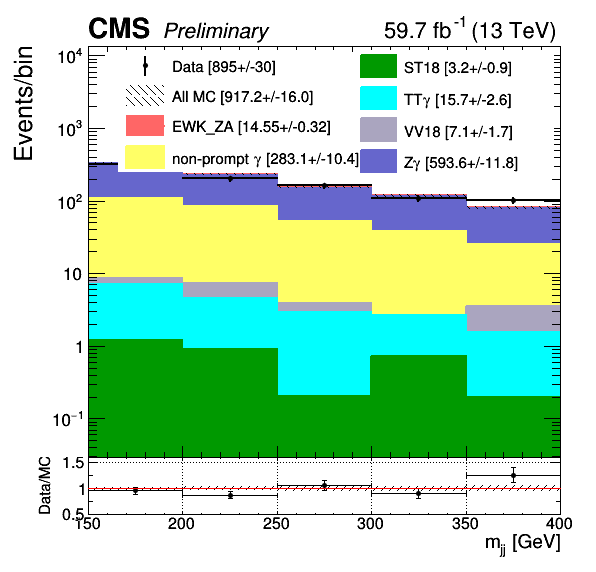 CMS Preliminary 59.7 fb⁻¹ (13 TeV)
Events/bin
10⁴
10³
10²
10
1
10⁻¹
Data [895+/-30]
All MC [917.2+/-16.0]
EWK_ZA [14.55+/-0.32]
non-prompt γ [283.1+/-10.4]
ST18 [3.2+/-0.9]
TTγ [15.7+/-2.6]
VV18 [7.1+/-1.7]
Zγ [593.6+/-11.8]
Data/MC
1.5
1
0.5
150 200 250 300 350 400
m_jj [GeV]